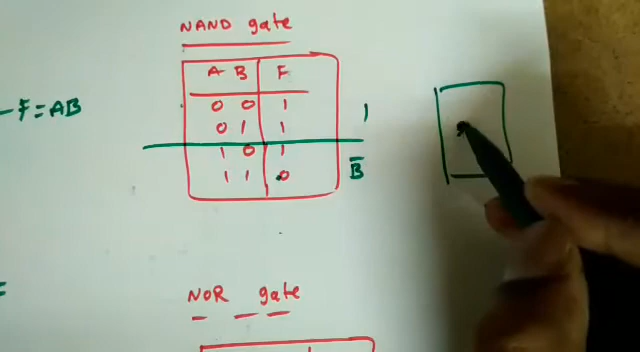 NAND gate
A B F
0 0 1
0 1 1
1 0 1
1 1 0
- F = AB
1
B̅
NOR gate